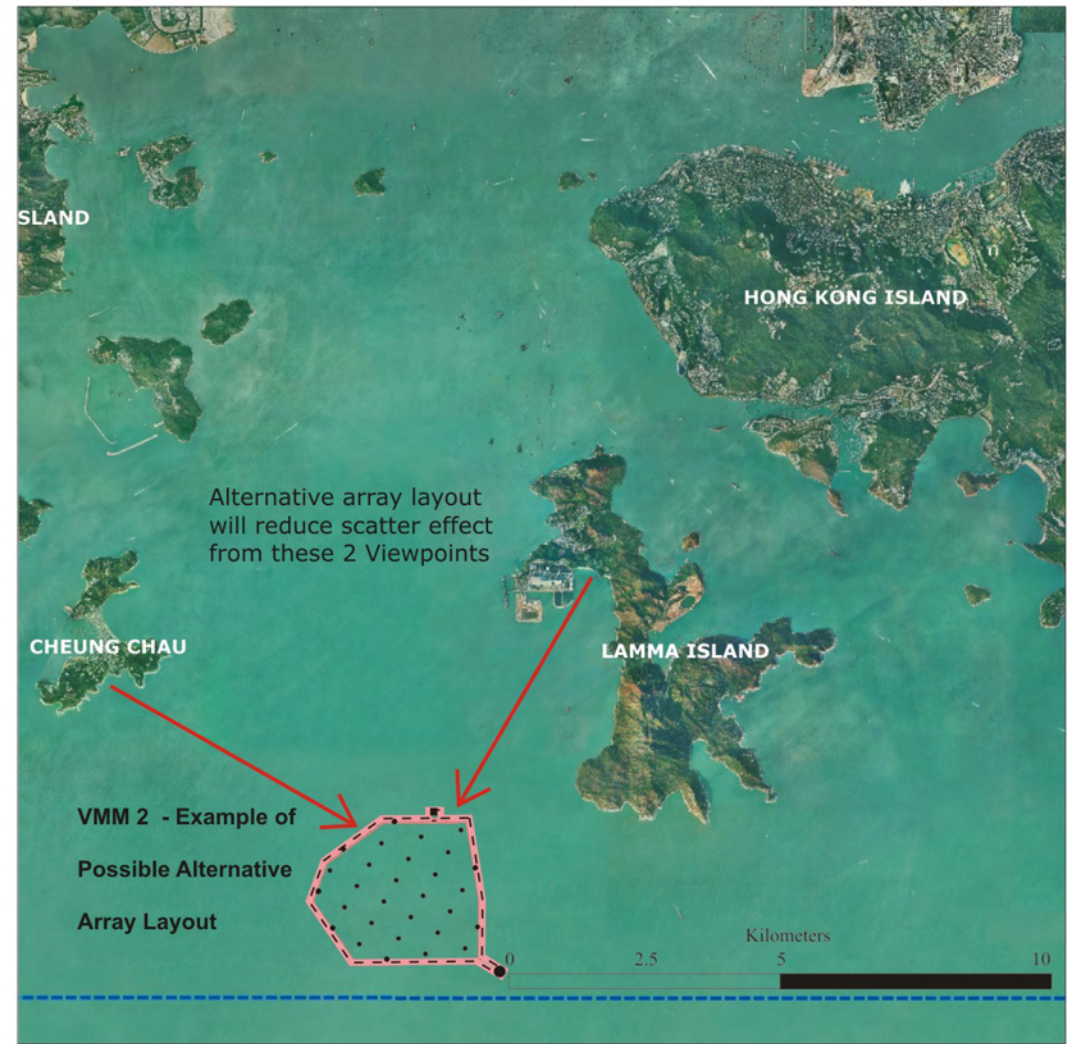 SLAND
HONG KONG ISLAND
Alternative array layout
will reduce scatter effect
from these 2 Viewpoints
CHEUNG CHAU
LAMMA ISLAND
VMM 2 - Example of
Possible Alternative
Array Layout
Kilometers
0 2.5 5 10